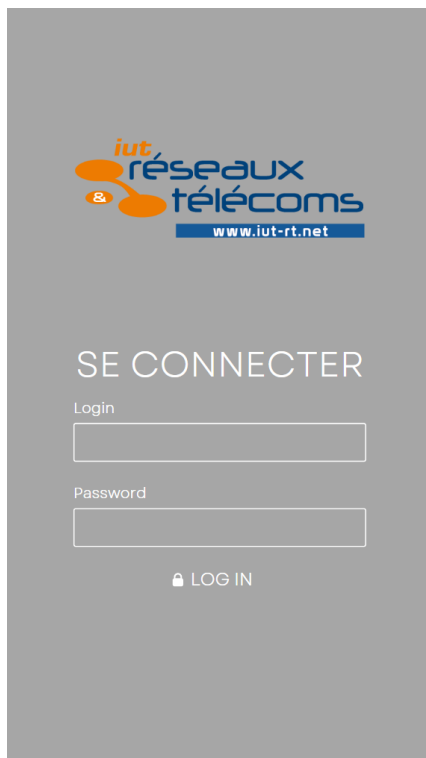 iut
réseaux
&
télécoms
www.iut-rt.net
SE CONNECTER
Login
Password
LOG IN